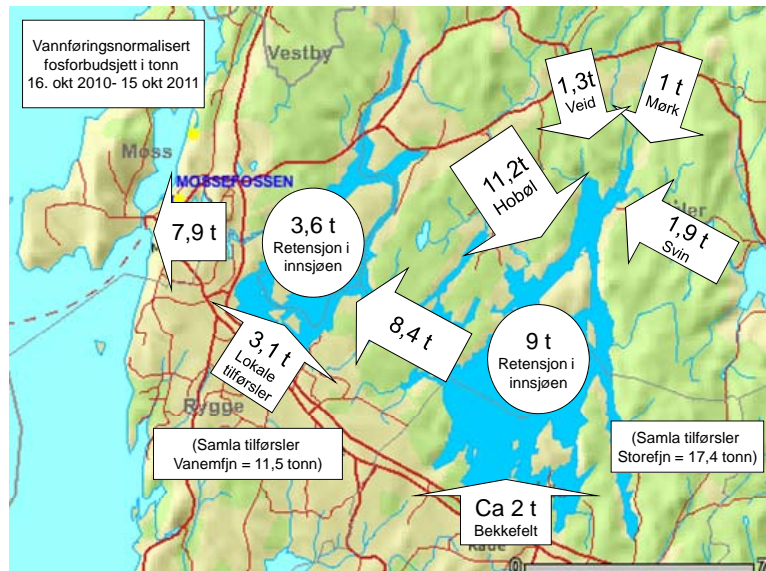 Vannføringsnormalisert
fosforbudsjett i tonn
16. okt 2010- 15 okt 2011
Vestby
1,3t
Veid
1 t
Mørk
Moss
MOSSEFOSSEN
11,2t
Hobøl
7,9 t
3,6 t
Retensjon i
innsjøen
1,9 t
Svin
8,4 t
9 t
Retensjon i
innsjøen
3,1 t
Lokale
tilførsler
Rygge
(Samla tilførsler
Vanemfjn = 11,5 tonn)
(Samla tilførsler
Storefjn = 17,4 tonn)
Ca 2 t
Bekkefelt
0
7